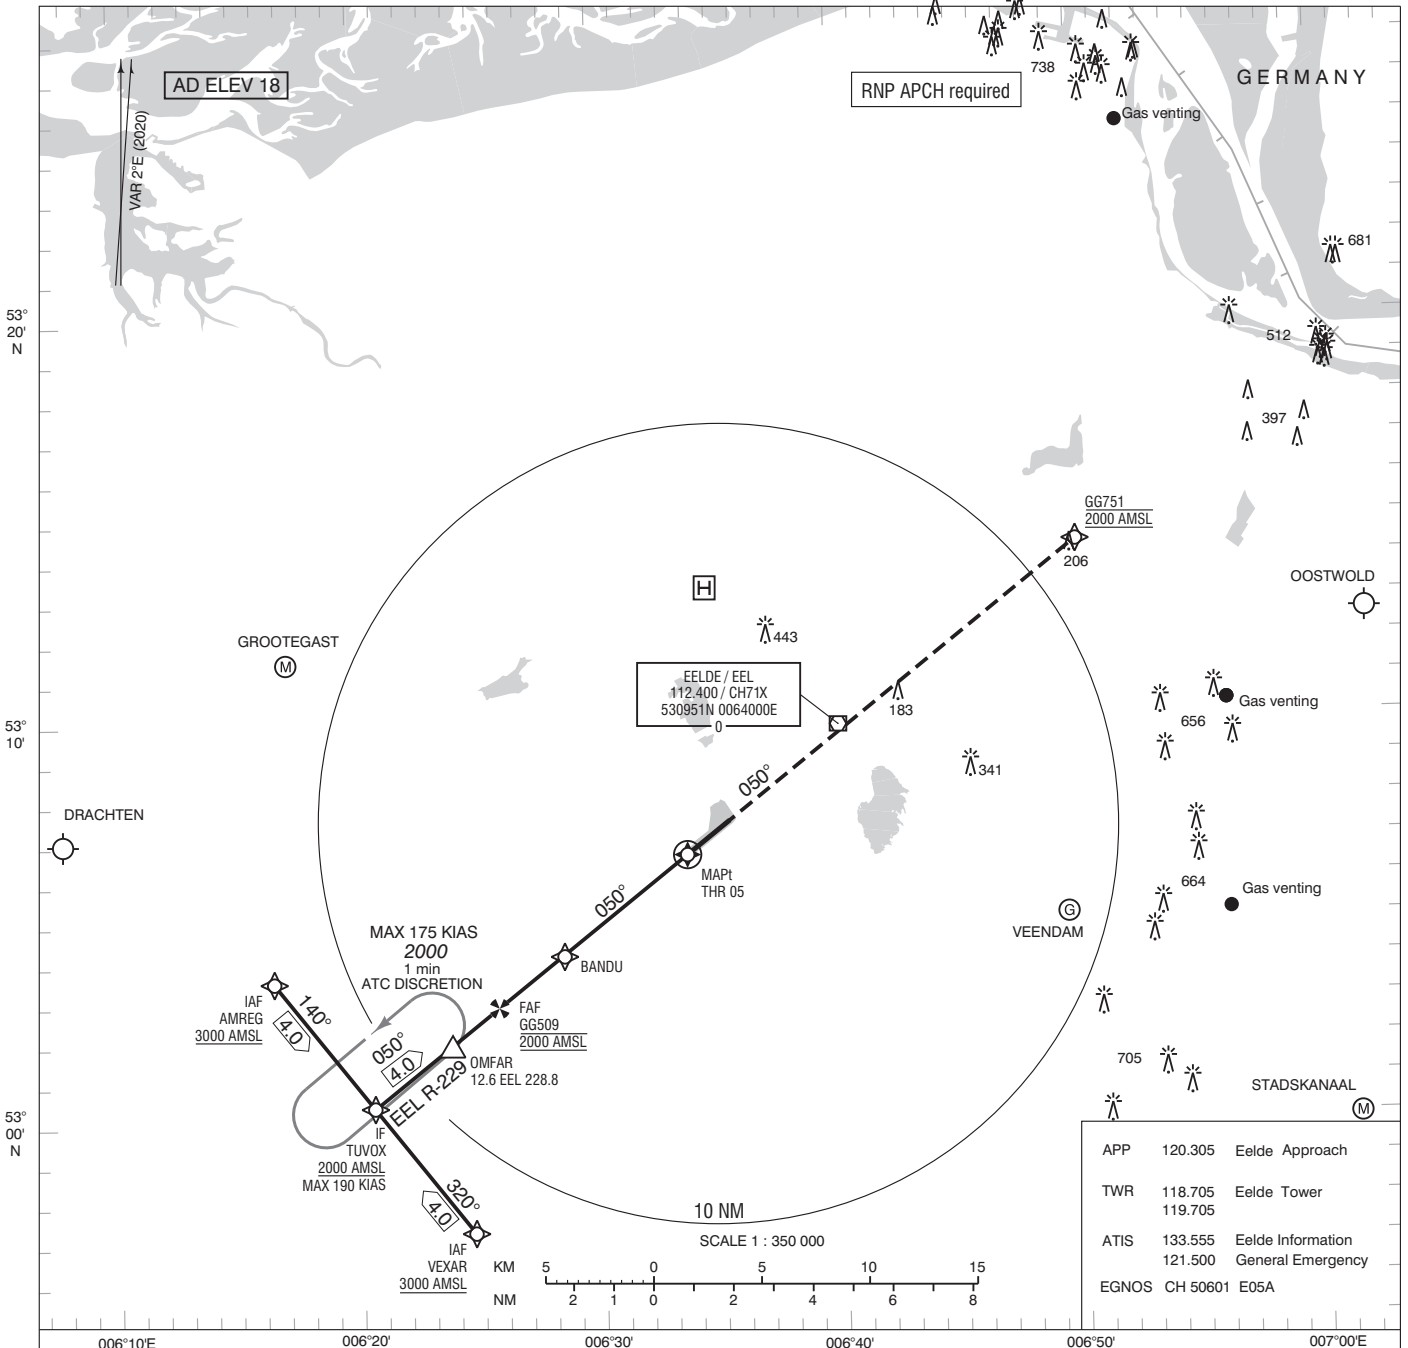 AD ELEV 18
RNP APCH required
GERMANY
738
Gas venting
VAR 2°E (2020)
681
53°
20'
N
512
397
GG751
2000 AMSL
206
OOSTWOLD
H
443
GROOTEGAST
M
EELDE / EEL
112.400 / CH71X
530951N 0064000E
0
183
Gas venting
656
53°
10'
341
050°
DRACHTEN
MAPt
THR 05
664
Gas venting
050°
G
VEENDAM
MAX 175 KIAS
2000
1 min
ATC DISCRETION
BANDU
IAF
AMREG
3000 AMSL
140°
4.0
FAF
GG509
2000 AMSL
050°
4.0
OMFAR
12.6 EEL 228.8
EEL R-229
705
STADSKANAAL
M
53°
00'
N
IF
TUVOX
2000 AMSL
MAX 190 KIAS
320°
4.0
IAF
VEXAR
3000 AMSL
10 NM
SCALE 1 : 350 000
KM 5 0 5 10 15
NM 2 1 0 2 4 6 8
APP 120.305 Eelde Approach
TWR 118.705 Eelde Tower
119.705
ATIS 133.555 Eelde Information
121.500 General Emergency
EGNOS CH 50601 E05A
006°10'E 006°20' 006°30' 006°40' 006°50' 007°00'E